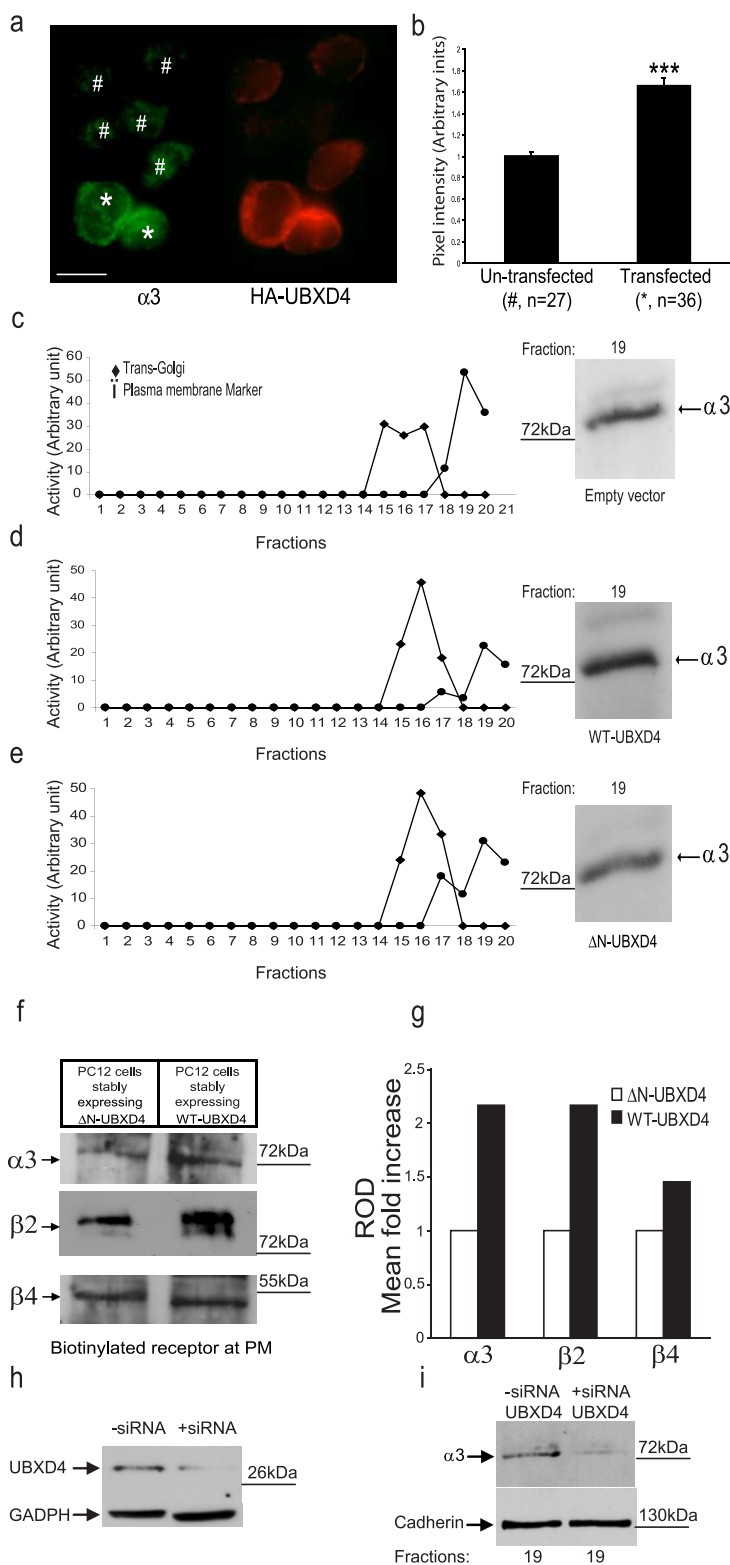 a
#
#
#
#
#
*
*
α3 HA-UBXD4
b
Pixel intensity (Arbitrary inits)
2
1.8
1.6
1.4
1.2
1
0.8
0.6
0.4
0.2
0
***
Un-transfected Transfected
(#, n=27) (*, n=36)
c
Activity (Arbitrary unit)
60
50
40
30
20
10
0
Trans-Golgi
Ï Plasma membrane Marker
1 2 3 4 5 6 7 8 9 10 11 12 13 14 15 16 17 18 19 20 21
Fractions
Fraction: 19
72kDa
←α3
Empty vector
d
Activity (Arbitrary unit)
50
40
30
20
10
0
1 2 3 4 5 6 7 8 9 10 11 12 13 14 15 16 17 18 19 20
Fractions
Fraction: 19
72kDa
←α3
WT-UBXD4
e
Activity (Arbitrary unit)
50
40
30
20
10
0
1 2 3 4 5 6 7 8 9 10 11 12 13 14 15 16 17 18 19 20
Fractions
Fraction: 19
72kDa
←α3
ΔN-UBXD4
f
PC12 cells stably expressing ΔN-UBXD4
PC12 cells stably expressing WT-UBXD4
α3 72kDa
β2 72kDa
β4 55kDa
Biotinylated receptor at PM
g
ROD
Mean fold increase
2.5
2
1.5
1
0.5
0
ΔN-UBXD4
WT-UBXD4
α3 β2 β4
h
-siRNA +siRNA
UBXD4
26kDa
GADPH
i
-siRNA +siRNA
UBXD4 UBXD4
α3 72kDa
Cadherin 130kDa
Fractions: 19 19